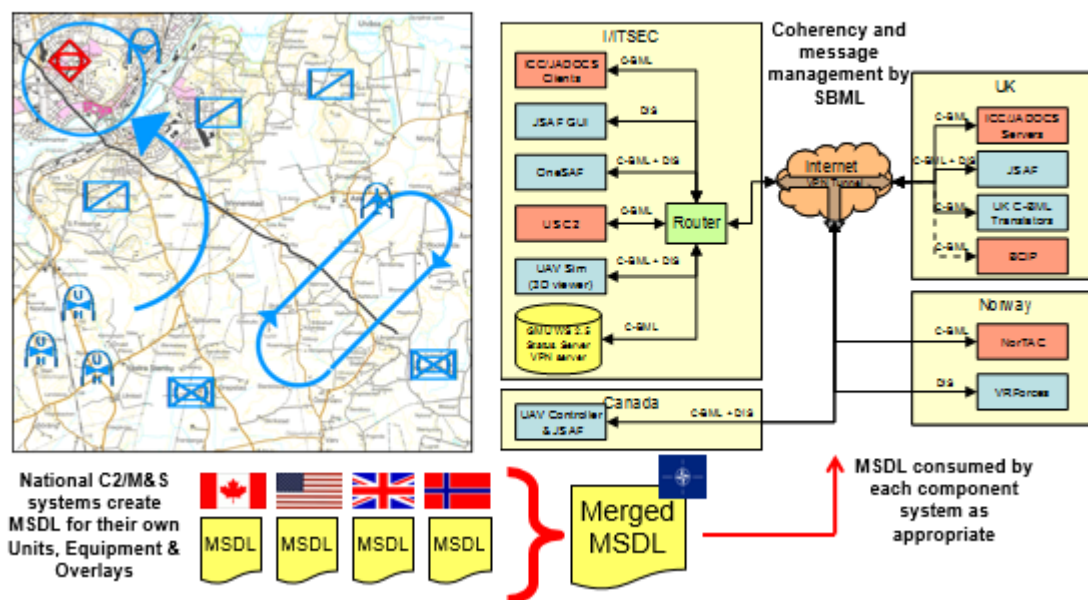 I/ITSEC
ICC/JADOCS
Clients
C-BML
JSAF GUI
DIS
OneSAF
C-BML + DIS
USC2
C-BML
Router
UAV Sim
(3D viewer)
C-BML + DIS
GMU WS 2.5
Status Server
VPN server
C-BML
Coherency and
message
management by
SBML
Internet
VPN Tunnel
UK
C-BML
ICC/JADOCS
Servers
C-BML + DIS
JSAF
C-BML
UK C-BML
Translators
C-BML
Norway
C-BML
NorTAC
DIS
VRForces
Canada
UAV Controller
& JSAF
C-BML + DIS
U
H
U
H
U
H
National C2/M&S
systems create
MSDL for their own
Units, Equipment &
Overlays
MSDL
MSDL
MSDL
MSDL
Merged
MSDL
MSDL consumed by
each component
system as
appropriate